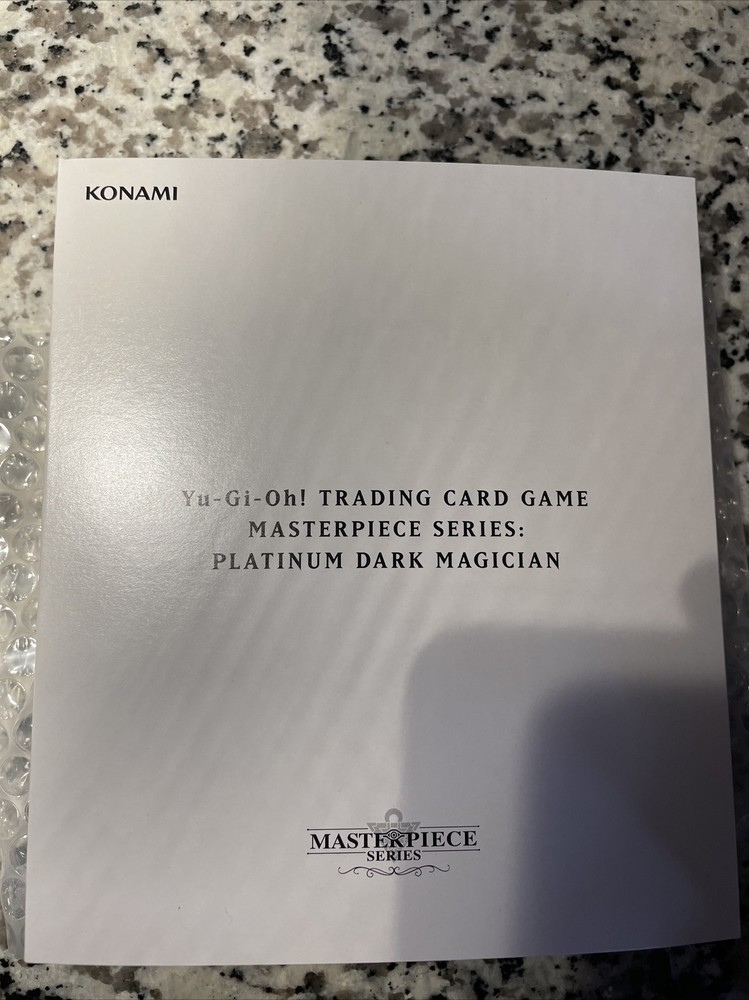 KONAMI
Yu-Gi-Oh! TRADING CARD GAME
MASTERPIECE SERIES:
PLATINUM DARK MAGICIAN
MASTERPIECE
SERIES